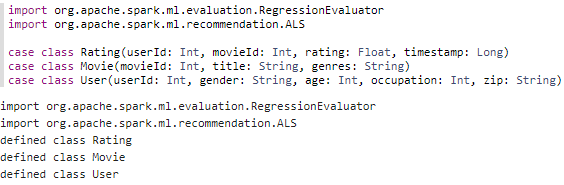 import org.apache.spark.ml.evaluation.RegressionEvaluator
import org.apache.spark.ml.recommendation.ALS
case class Rating(userId: Int, movieId: Int, rating: Float, timestamp: Long)
case class Movie(movieId: Int, title: String, genres: String)
case class User(userId: Int, gender: String, age: Int, occupation: Int, zip: String)
import org.apache.spark.ml.evaluation.RegressionEvaluator
import org.apache.spark.ml.recommendation.ALS
defined class Rating
defined class Movie
defined class User